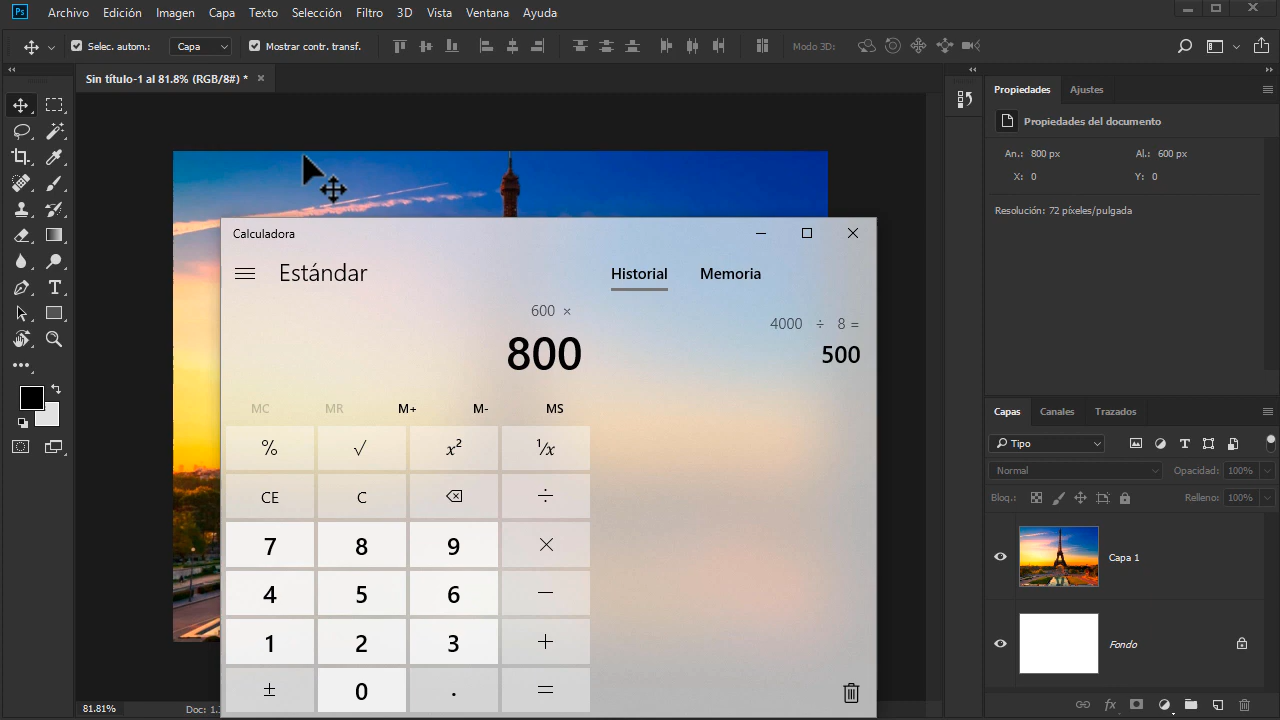 Ps Archivo Edición Imagen Capa Texto Selección Filtro 3D Vista Ventana Ayuda
Selec. autom.: Capa Mostrar contr. transf. Modo 3D:
Sin título-1 al 81.8% (RGB/8#) *
Propiedades Ajustes
Propiedades del documento
An.: 800 px Al.: 600 px
X: 0 Y: 0
Resolución: 72 píxeles/pulgada
Calculadora
Estándar
Historial Memoria
600 ×
800
4000 ÷ 8 =
500
MC MR M+ M- MS
% √ x² ¹/x
CE C ÷
7 8 9 ×
4 5 6 −
1 2 3 +
± 0 . =
Capas Canales Trazados
Tipo
Normal Opacidad: 100%
Bloq.: Relleno: 100%
Capa 1
Fondo
81.81% Doc: